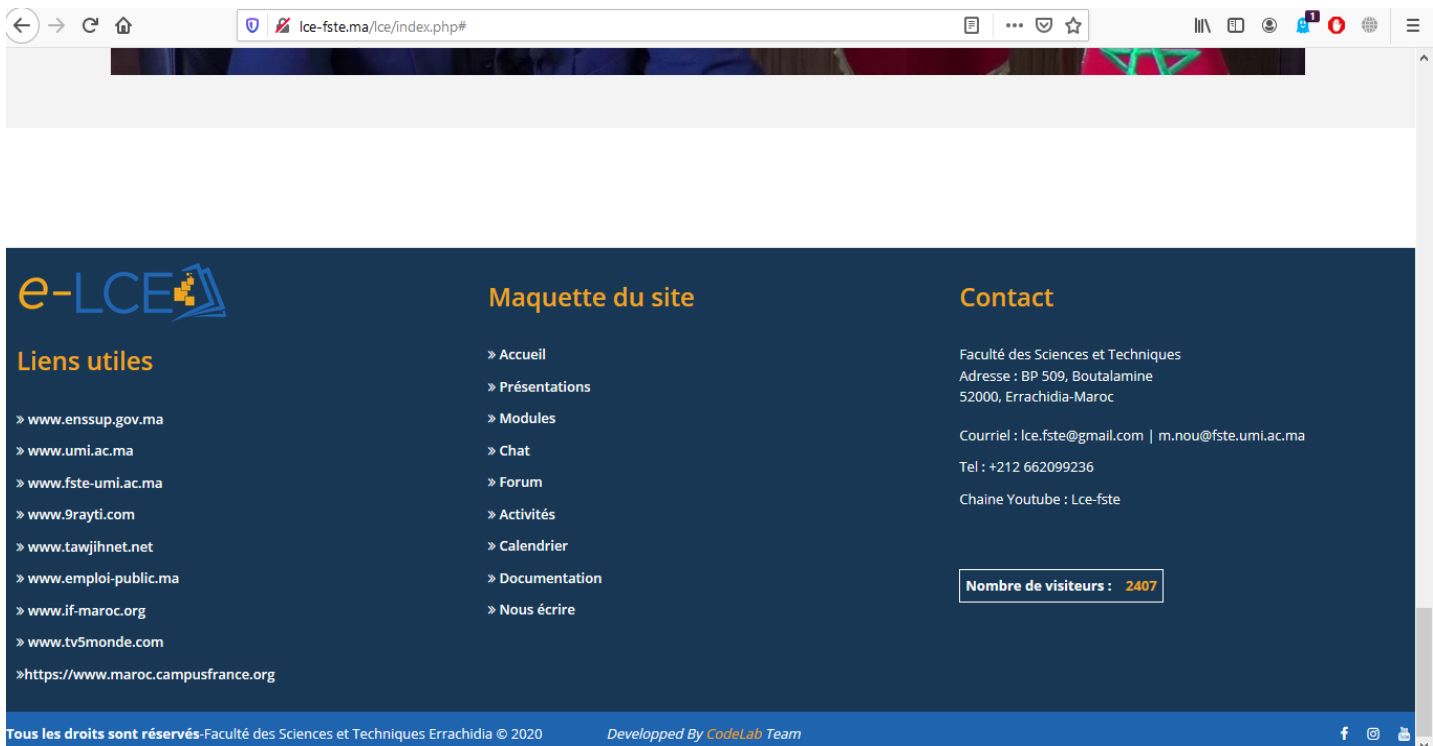 lce-fste.ma/lce/index.php#
1
e-LCE
Liens utiles
» www.enssup.gov.ma
» www.umi.ac.ma
» www.fste-umi.ac.ma
» www.9rayti.com
» www.tawjihnet.net
» www.emploi-public.ma
» www.if-maroc.org
» www.tv5monde.com
»https://www.maroc.campusfrance.org
Maquette du site
» Accueil
» Présentations
» Modules
» Chat
» Forum
» Activités
» Calendrier
» Documentation
» Nous écrire
Contact
Faculté des Sciences et Techniques
Adresse : BP 509, Boutalamine
52000, Errachidia-Maroc
Courriel : lce.fste@gmail.com | m.nou@fste.umi.ac.ma
Tel : +212 662099236
Chaine Youtube : Lce-fste
Nombre de visiteurs : 2407
Tous les droits sont réservés-Faculté des Sciences et Techniques Errachidia © 2020 Developped By CodeLab Team